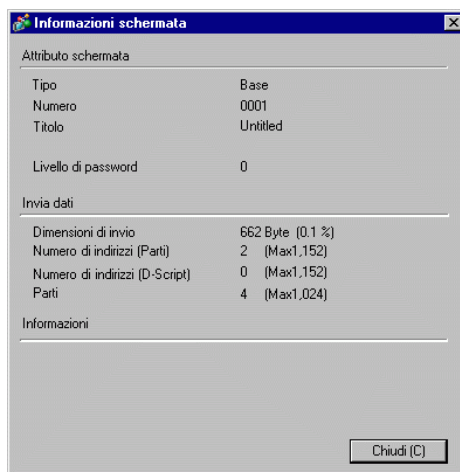 Informazioni schermata
Attributo schermata
Tipo Base
Numero 0001
Titolo Untitled
Livello di password 0
Invia dati
Dimensioni di invio 662 Byte (0.1 %)
Numero di indirizzi (Parti) 2 (Max1,152)
Numero di indirizzi (D-Script) 0 (Max1,152)
Parti 4 (Max1,024)
Informazioni
Chiudi (C)